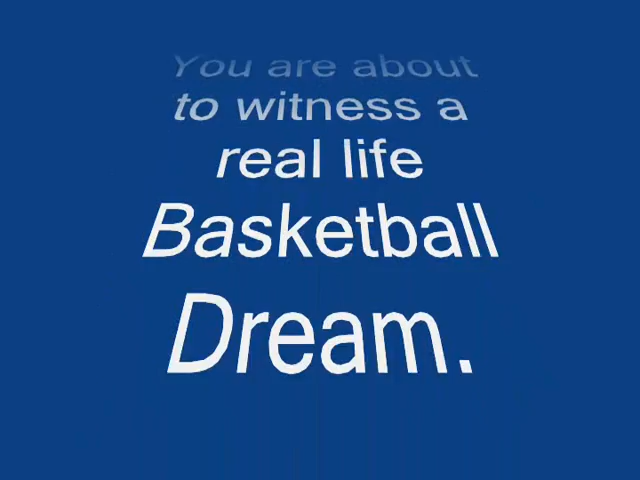 You are about
to witness a
real life
Basketball
Dream.